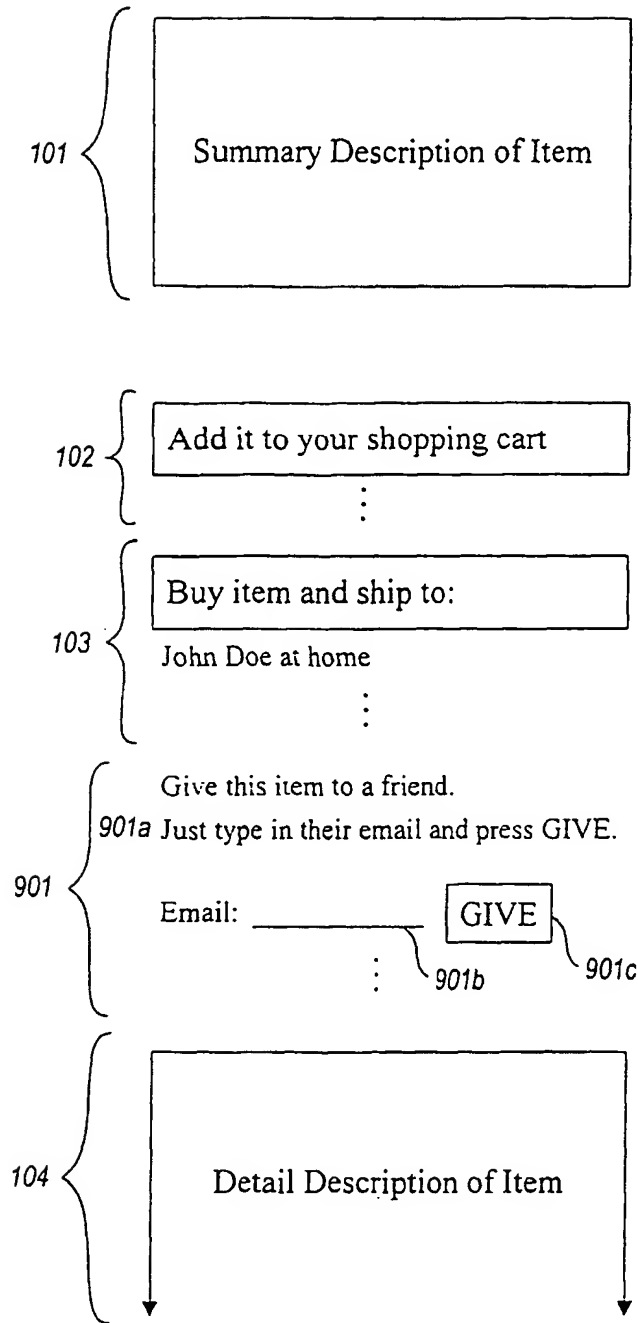 101
Summary Description of Item
102
Add it to your shopping cart
103
Buy item and ship to:
John Doe at home
901
Give this item to a friend.
901a Just type in their email and press GIVE.
Email: GIVE
901b
901c
104
Detail Description of Item